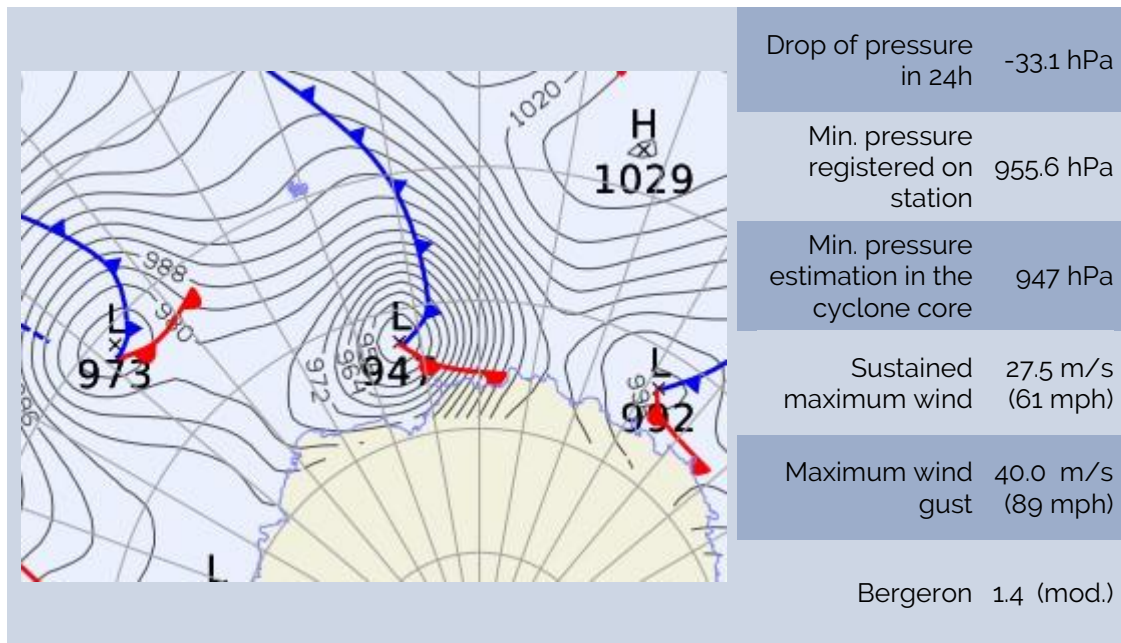 1020
H
1029
988
980
L
973
L
964
972
947
L
992
L
Drop of pressure
in 24h
-33.1 hPa
Min. pressure
registered on
station
955.6 hPa
Min. pressure
estimation in the
cyclone core
947 hPa
Sustained
maximum wind
27.5 m/s
(61 mph)
Maximum wind
gust
40.0 m/s
(89 mph)
Bergeron
1.4 (mod.)